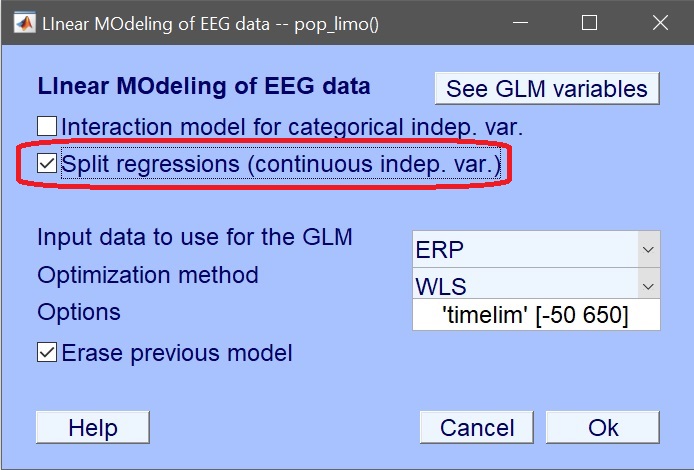 LInear MOdeling of EEG data -- pop_limo()
LInear MOdeling of EEG data
See GLM variables
Interaction model for categorical indep. var.
Split regressions (continuous indep. var.)
Input data to use for the GLM
ERP
Optimization method
WLS
Options
'timelim' [-50 650]
Erase previous model
Help
Cancel
Ok